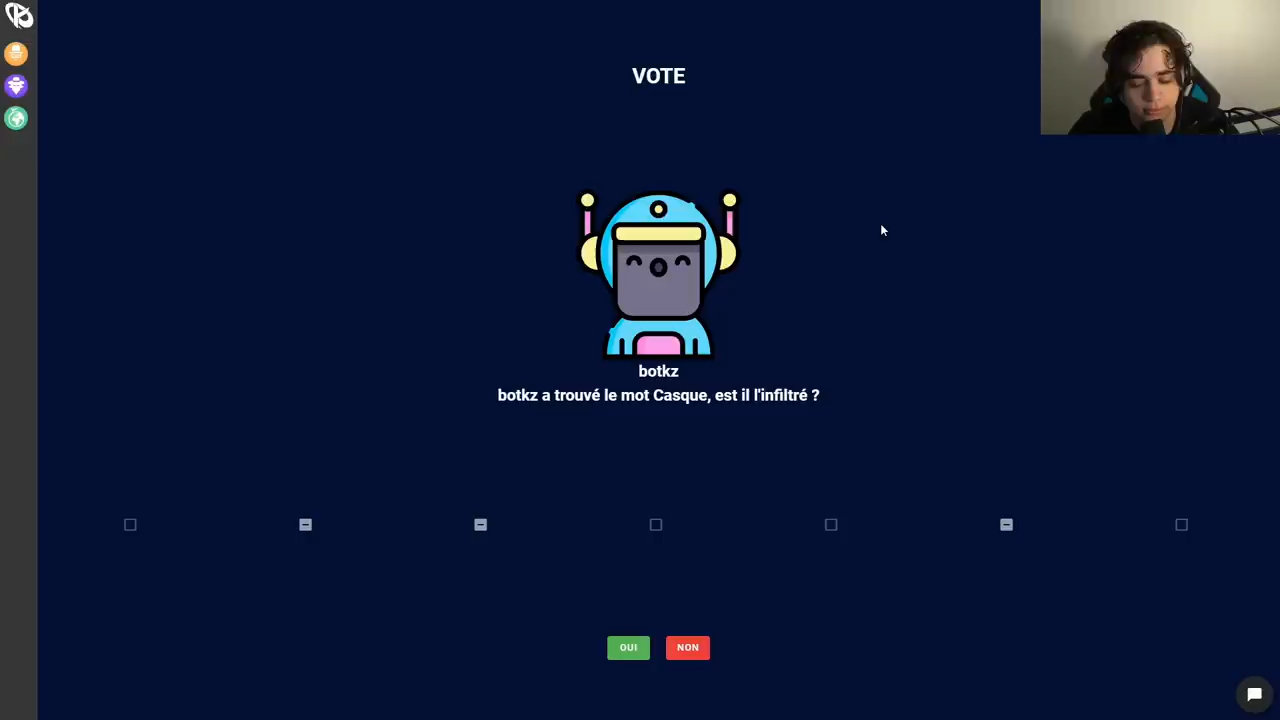 VOTE
botkz
botkz a trouvé le mot Casque, est il l'infiltré ?
OUI
NON